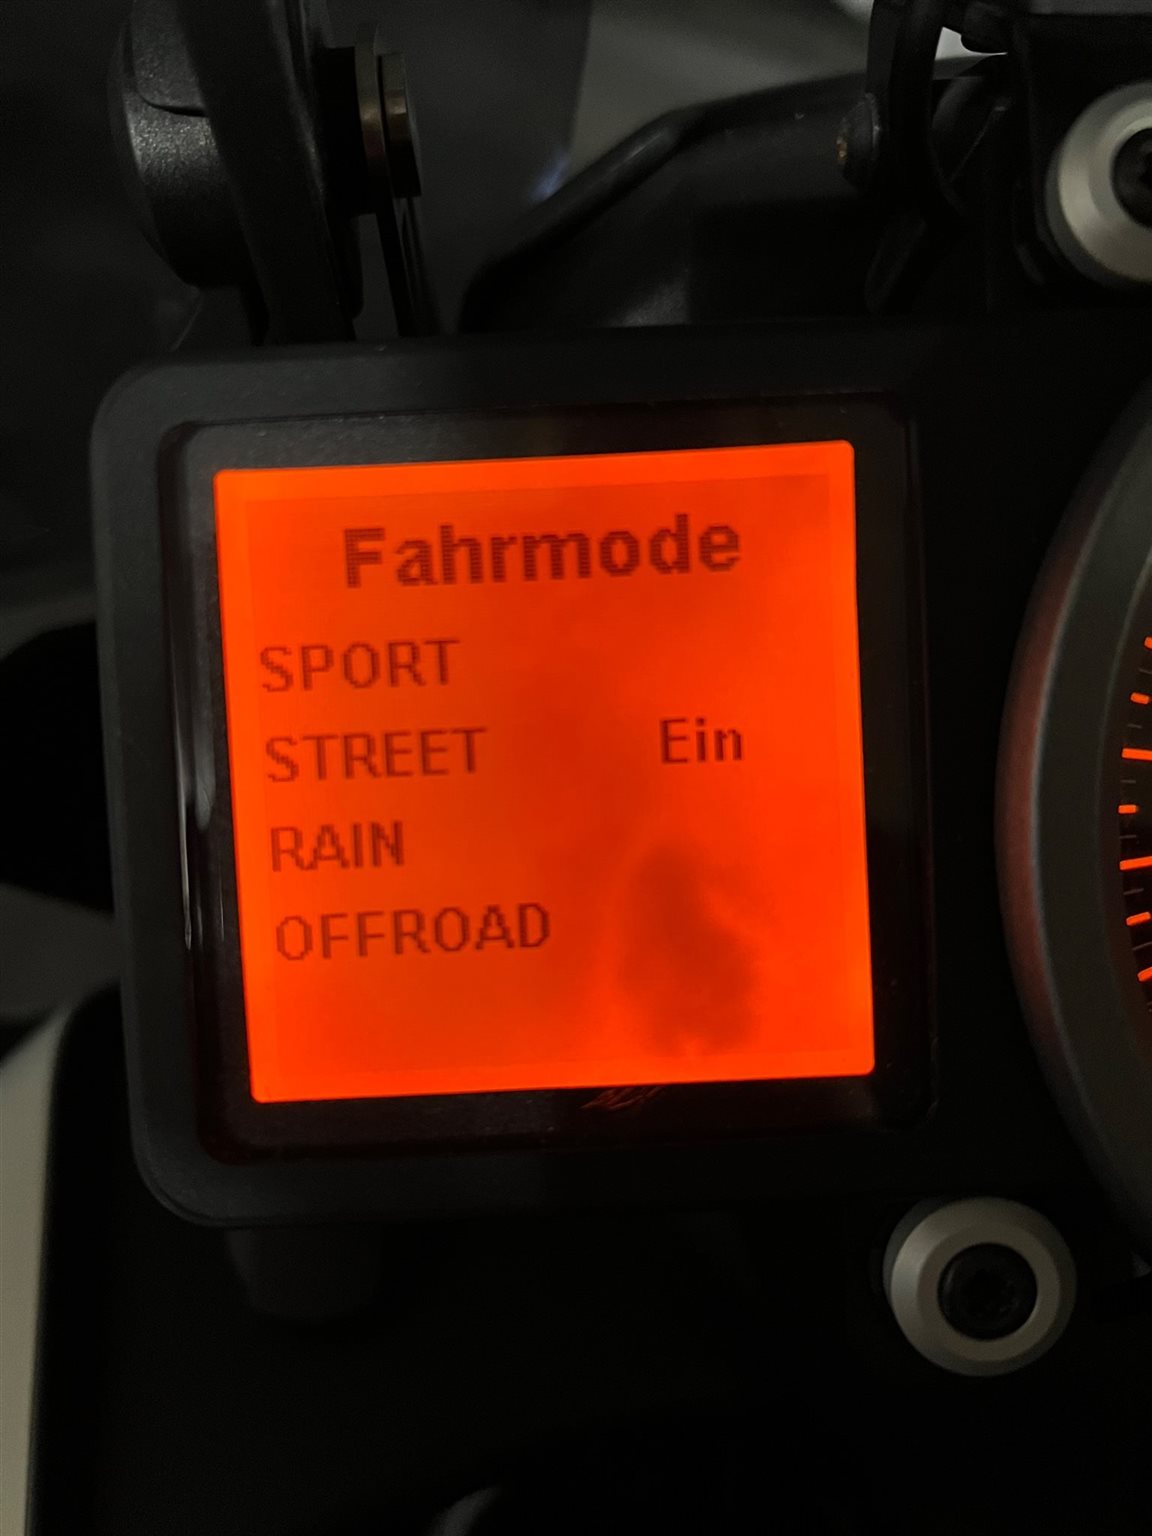 Fahrmode
SPORT
STREET Ein
RAIN
OFFROAD